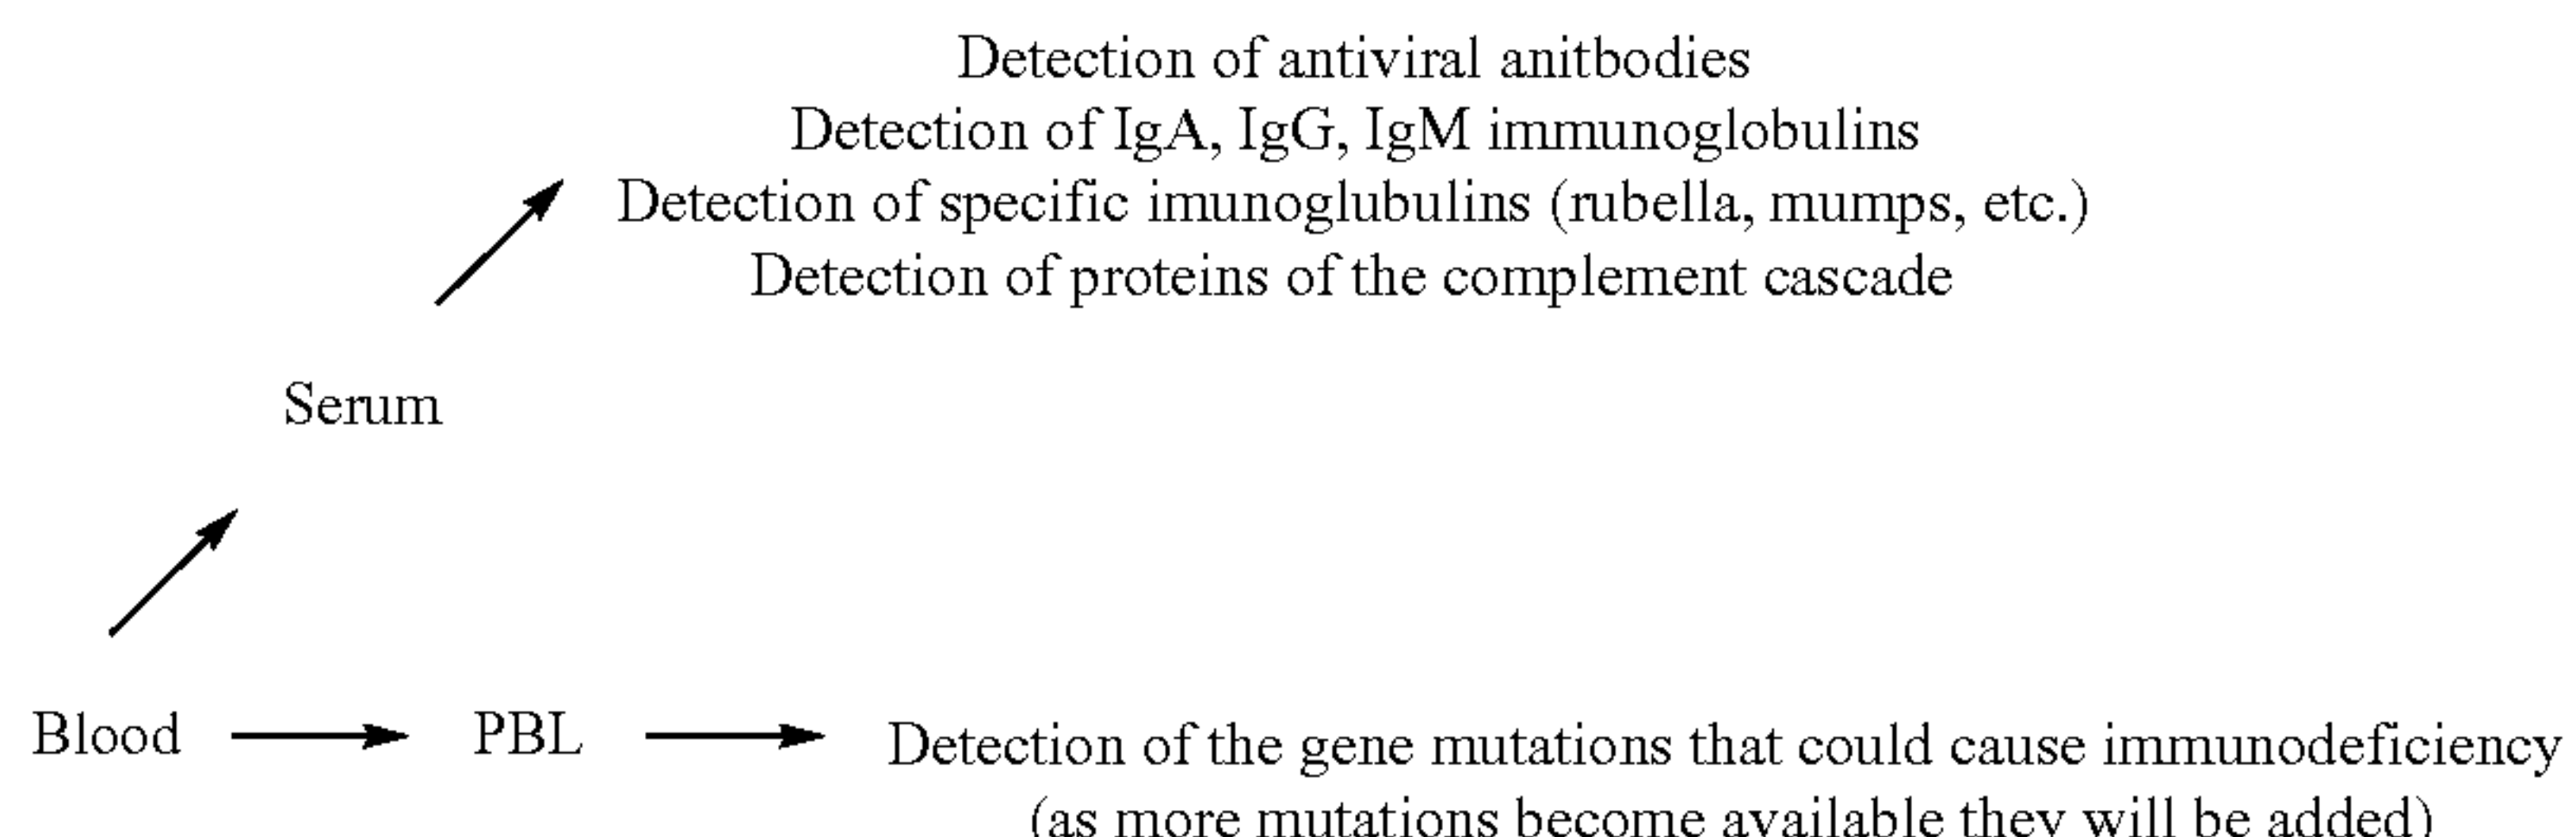 Detection of antiviral anitbodies
Detection of IgA, IgG, IgM immunoglobulins
Detection of specific imunoglubulins (rubella, mumps, etc.)
Detection of proteins of the complement cascade
Serum
Blood
PBL
Detection of the gene mutations that could cause immunodeficiency
(as more mutations become available they will be added)